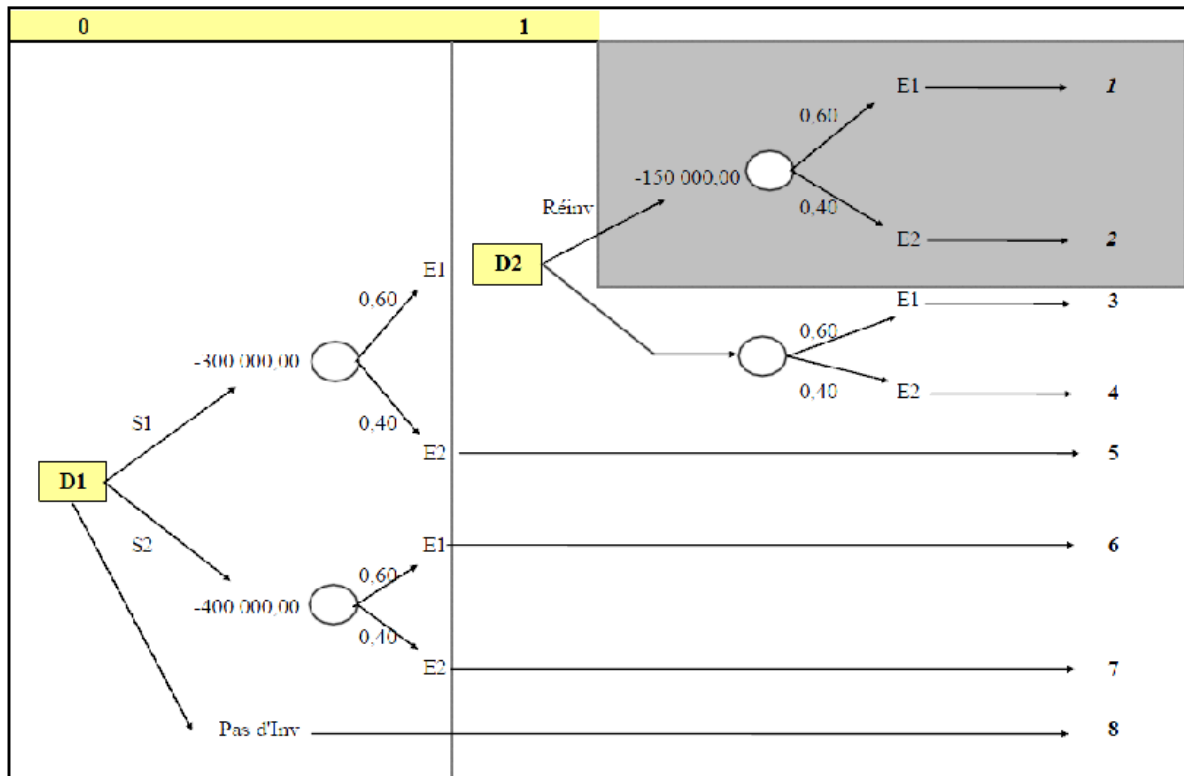 0 1
E1 1
0,60
-150 000,00
Réinv
0,40
E2 2
D2
E1
E1 3
0,60
0,60
-300 000,00
0,40
E2 4
S1
0,40
E2 5
D1
S2
E1 6
0,60
-400 000,00
0,40
E2 7
Pas d'Inv 8